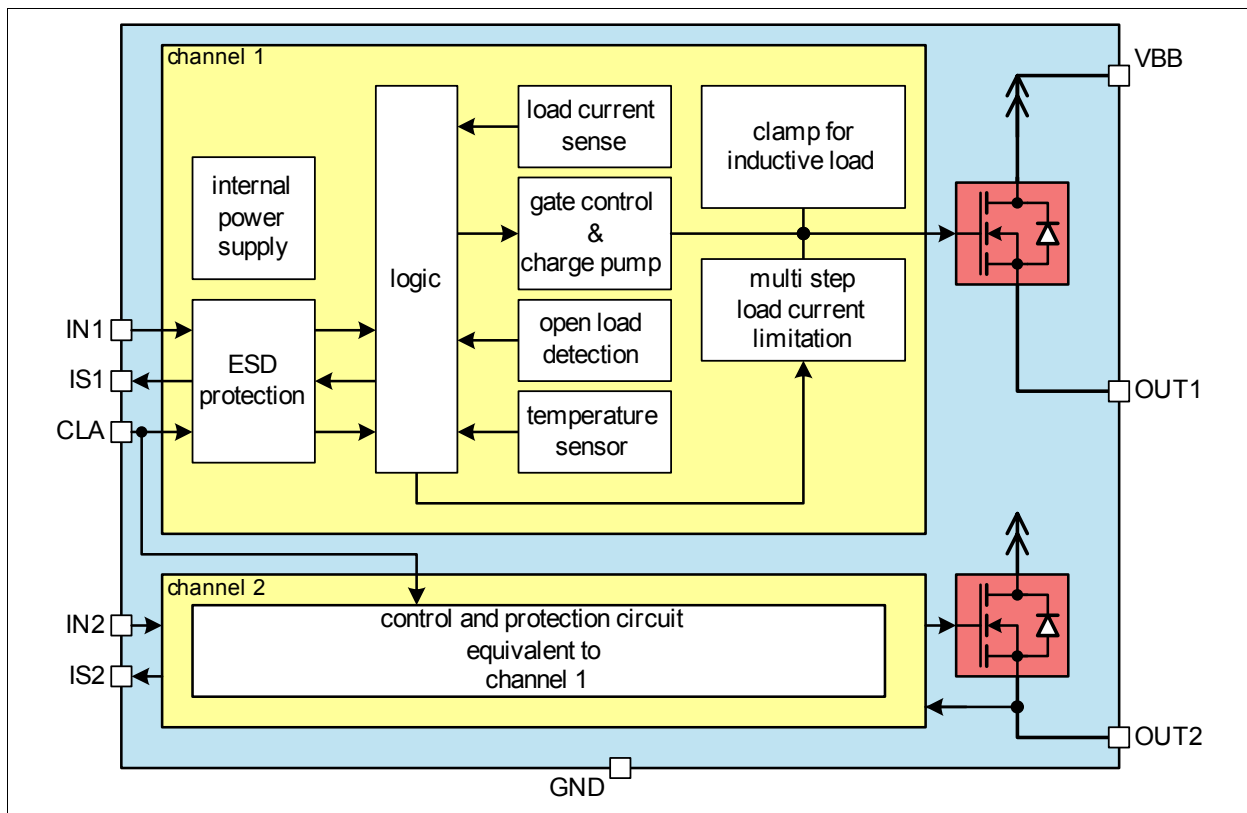 channel 1
internal
power
supply
ESD
protection
logic
load current
sense
gate control
&
charge pump
open load
detection
temperature
sensor
clamp for
inductive load
multi step
load current
limitation
VBB
OUT1
IN1
IS1
CLA
channel 2
control and protection circuit
equivalent to
channel 1
IN2
IS2
OUT2
GND